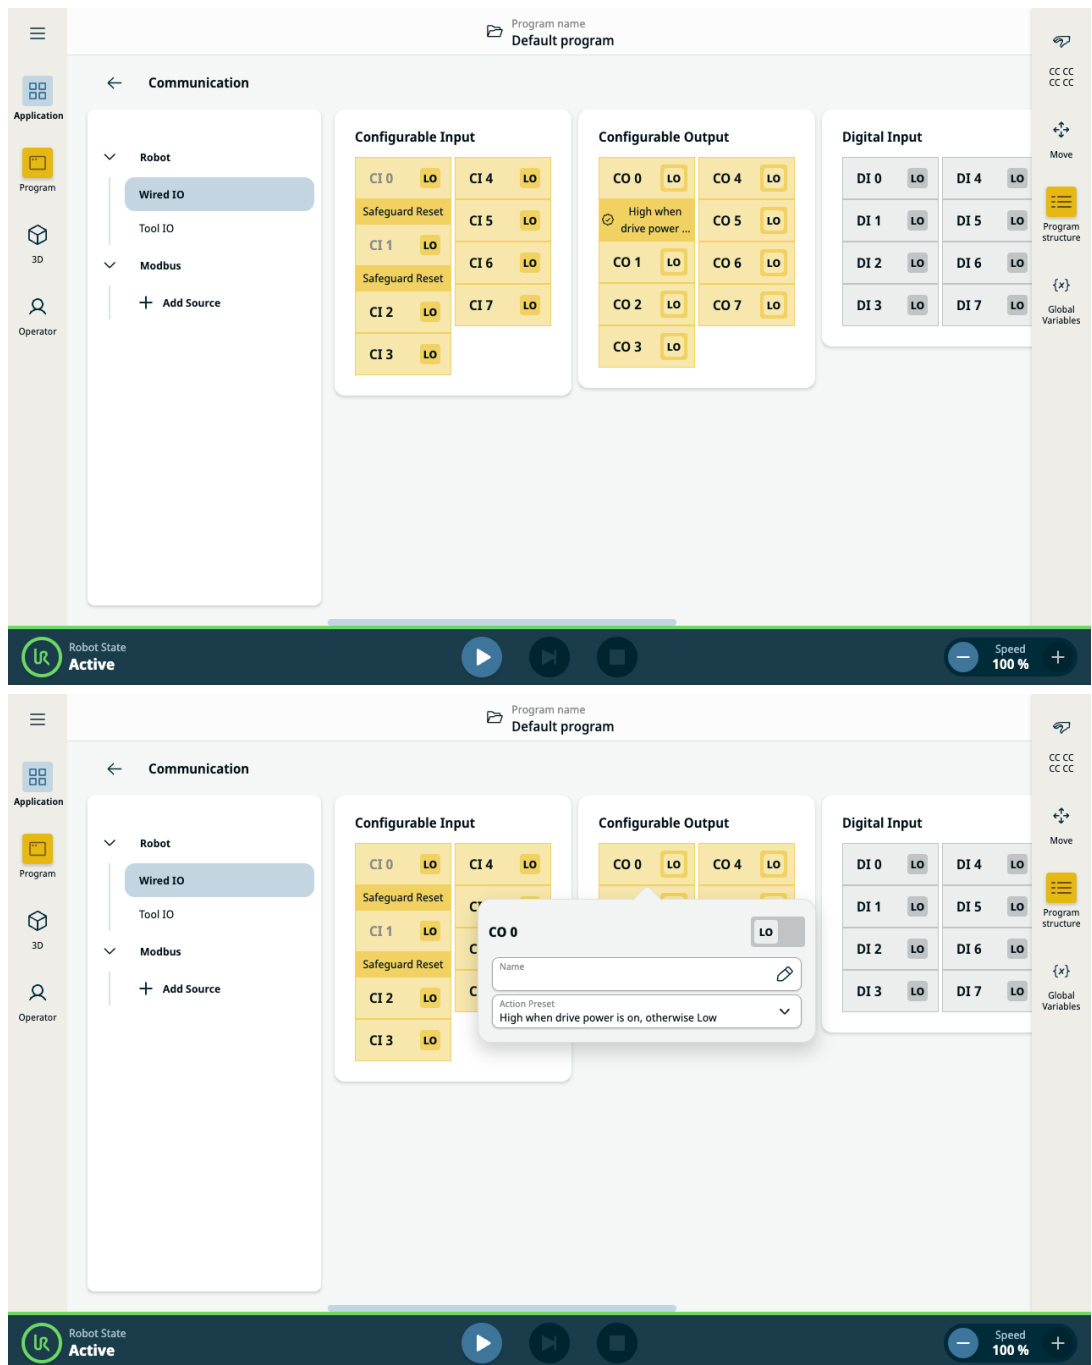 Program name
Default program
Application
Program
3D
Operator
Communication
Robot
Wired IO
Tool IO
Modbus
Add Source
Configurable Input
CI 0 LO CI 4 LO
Safeguard Reset
CI 5 LO
CI 1 LO
CI 6 LO
Safeguard Reset
CI 2 LO CI 7 LO
CI 3 LO
Configurable Output
CO 0 LO CO 4 LO
High when
drive power ...
CO 5 LO
CO 1 LO CO 6 LO
CO 2 LO CO 7 LO
CO 3 LO
Digital Input
DI 0 LO DI 4 LO
DI 1 LO DI 5 LO
DI 2 LO DI 6 LO
DI 3 LO DI 7 LO
CC CC
CC CC
Move
Program
structure
{x}
Global
Variables
UR
Robot State
Active
Speed
100 %
Program name
Default program
Application
Program
3D
Operator
Communication
Robot
Wired IO
Tool IO
Modbus
Add Source
Configurable Input
CI 0 LO CI 4 LO
Safeguard Reset
CI 1 LO
Safeguard Reset
CI 2 LO
CI 3 LO
Configurable Output
CO 0 LO CO 4 LO
CO 0 LO
Name
Action Preset
High when drive power is on, otherwise Low
Digital Input
DI 0 LO DI 4 LO
DI 1 LO DI 5 LO
DI 2 LO DI 6 LO
DI 3 LO DI 7 LO
CC CC
CC CC
Move
Program
structure
{x}
Global
Variables
UR
Robot State
Active
Speed
100 %